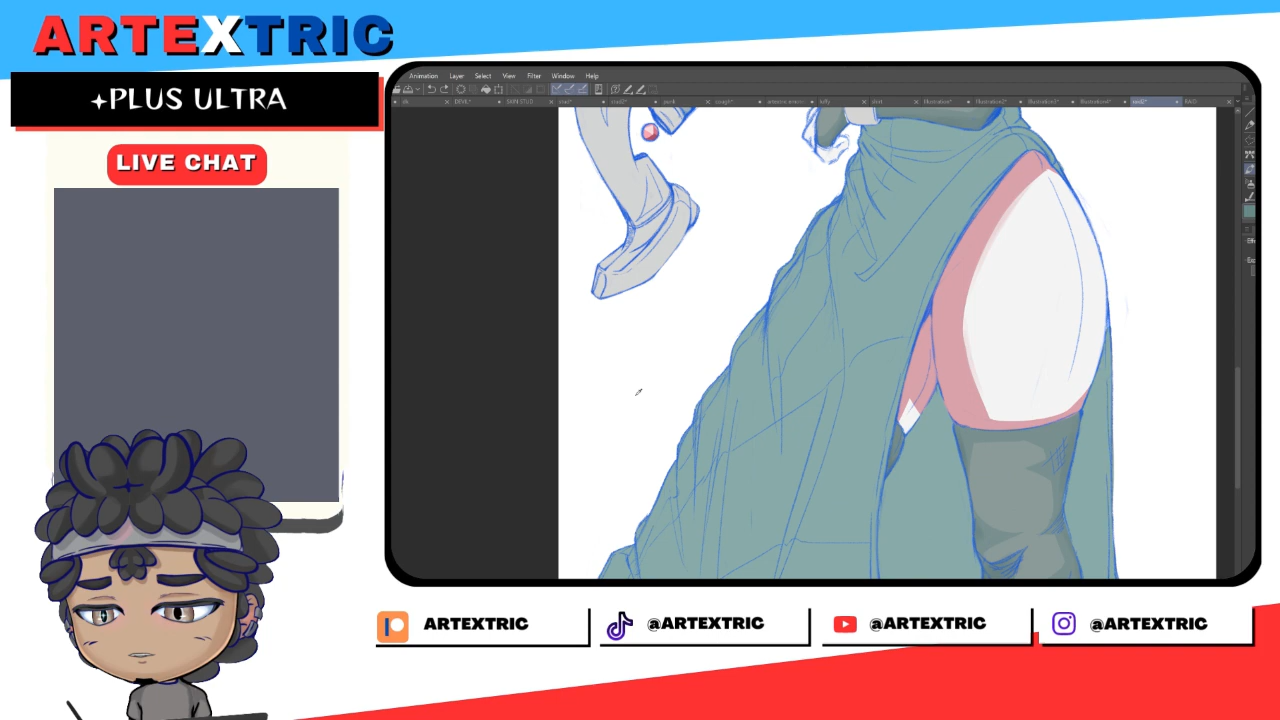 ARTEXTRIC
PLUS ULTRA
LIVE CHAT
Animation Layer Select View Filter Window Help
ARTEXTRIC
@ARTEXTRIC
@ARTEXTRIC
@ARTEXTRIC